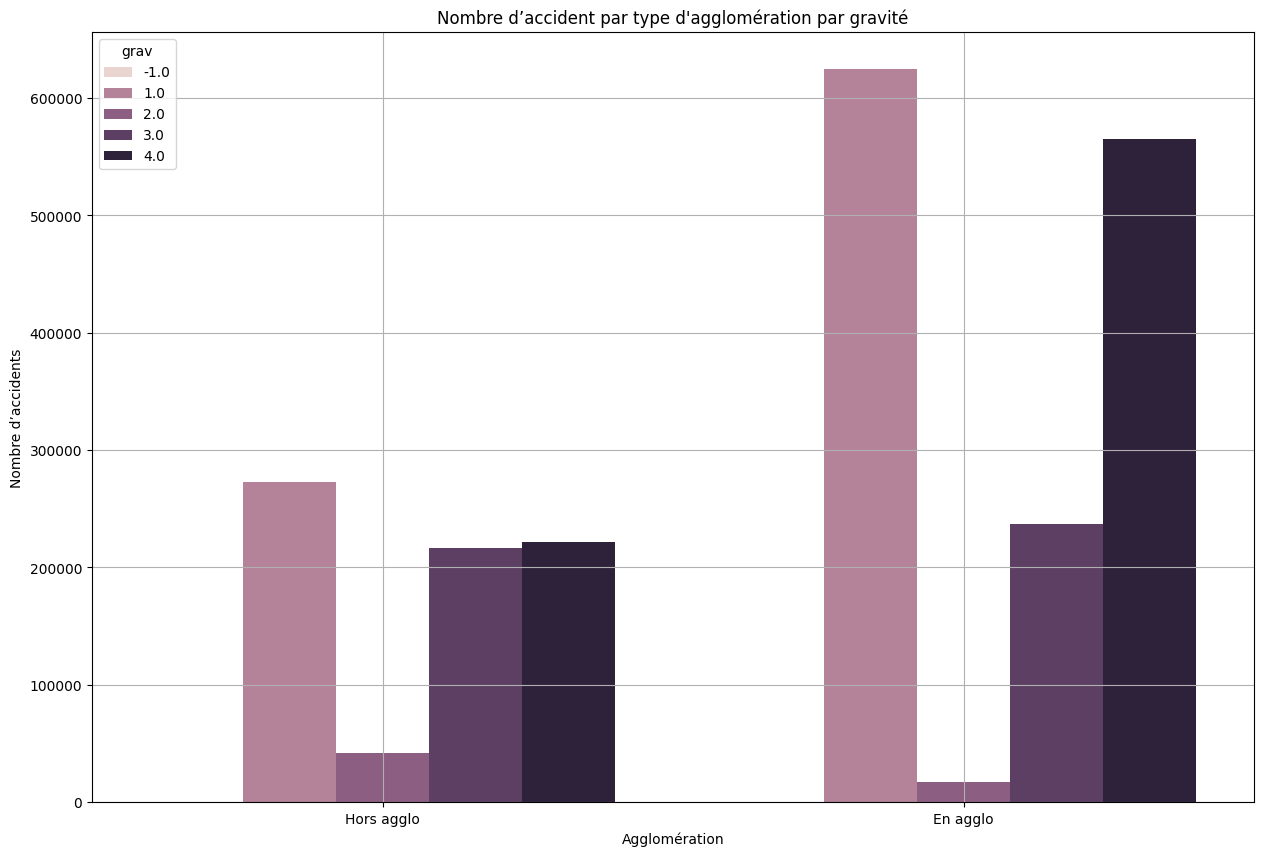 Nombre d’accident par type d'agglomération par gravité
grav
-1.0
1.0
2.0
3.0
4.0
600000
500000
400000
300000
200000
100000
0
Nombre d’accidents
Hors agglo
En agglo
Agglomération